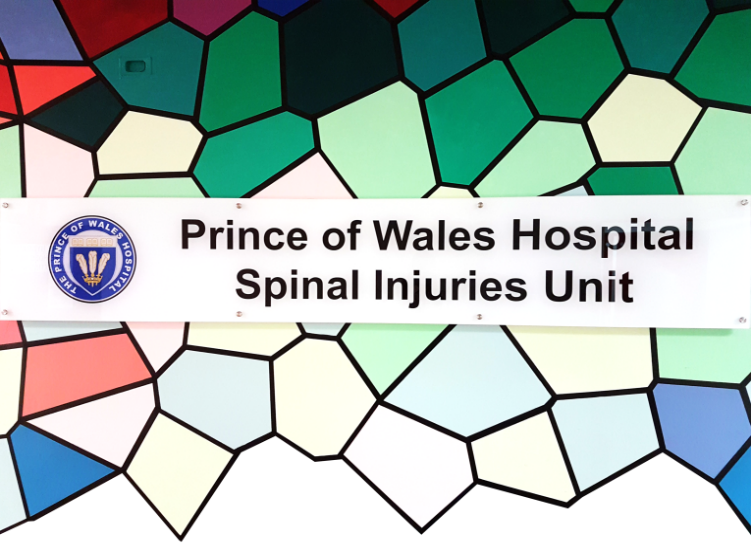 Prince of Wales Hospital
Spinal Injuries Unit
THE PRINCE OF WALES HOSPITAL